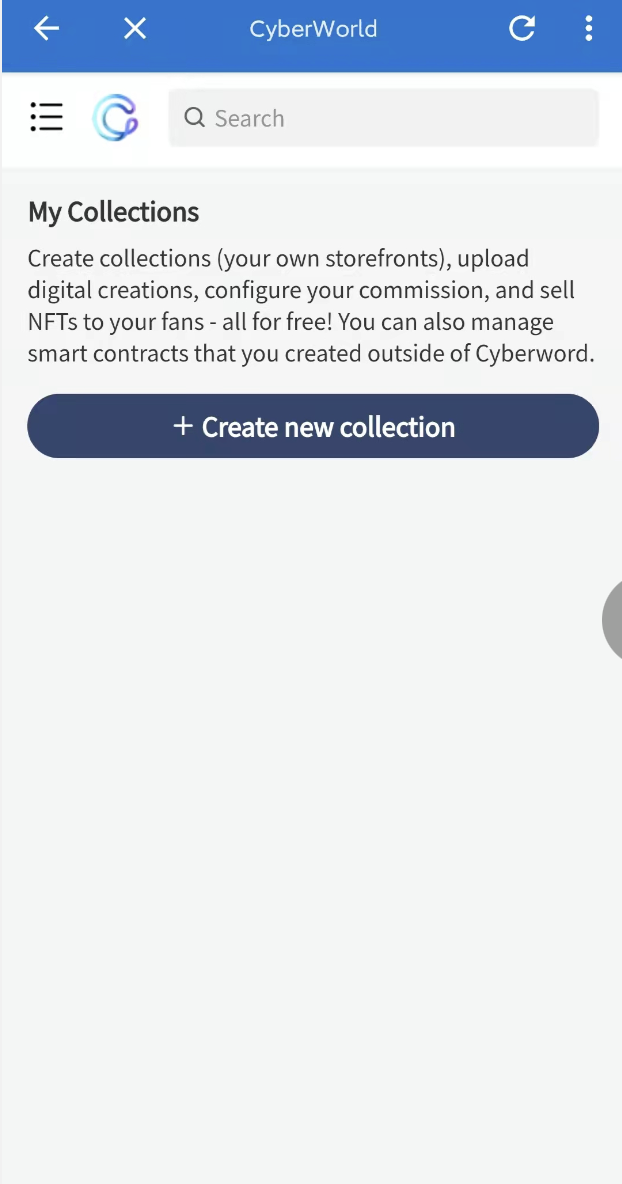 CyberWorld
Search
My Collections
Create collections (your own storefronts), upload
digital creations, configure your commission, and sell
NFTs to your fans - all for free! You can also manage
smart contracts that you created outside of Cyberword.
+ Create new collection